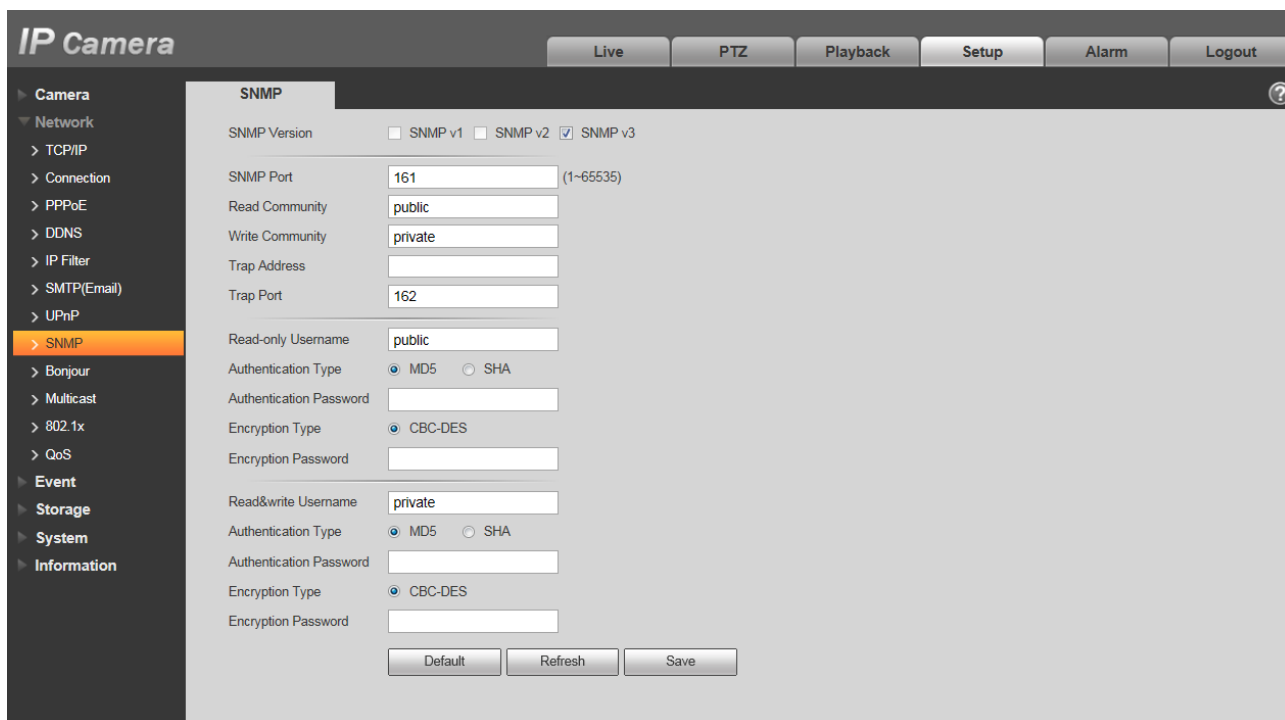 IP Camera
Live PTZ Playback Setup Alarm Logout
Camera
Network
TCP/IP
Connection
PPPoE
DDNS
IP Filter
SMTP(Email)
UPnP
SNMP
Bonjour
Multicast
802.1x
QoS
Event
Storage
System
Information
SNMP
?
SNMP Version SNMP v1 SNMP v2 SNMP v3
SNMP Port 161 (1~65535)
Read Community public
Write Community private
Trap Address
Trap Port 162
Read-only Username public
Authentication Type MD5 SHA
Authentication Password
Encryption Type CBC-DES
Encryption Password
Read&write Username private
Authentication Type MD5 SHA
Authentication Password
Encryption Type CBC-DES
Encryption Password
Default Refresh Save